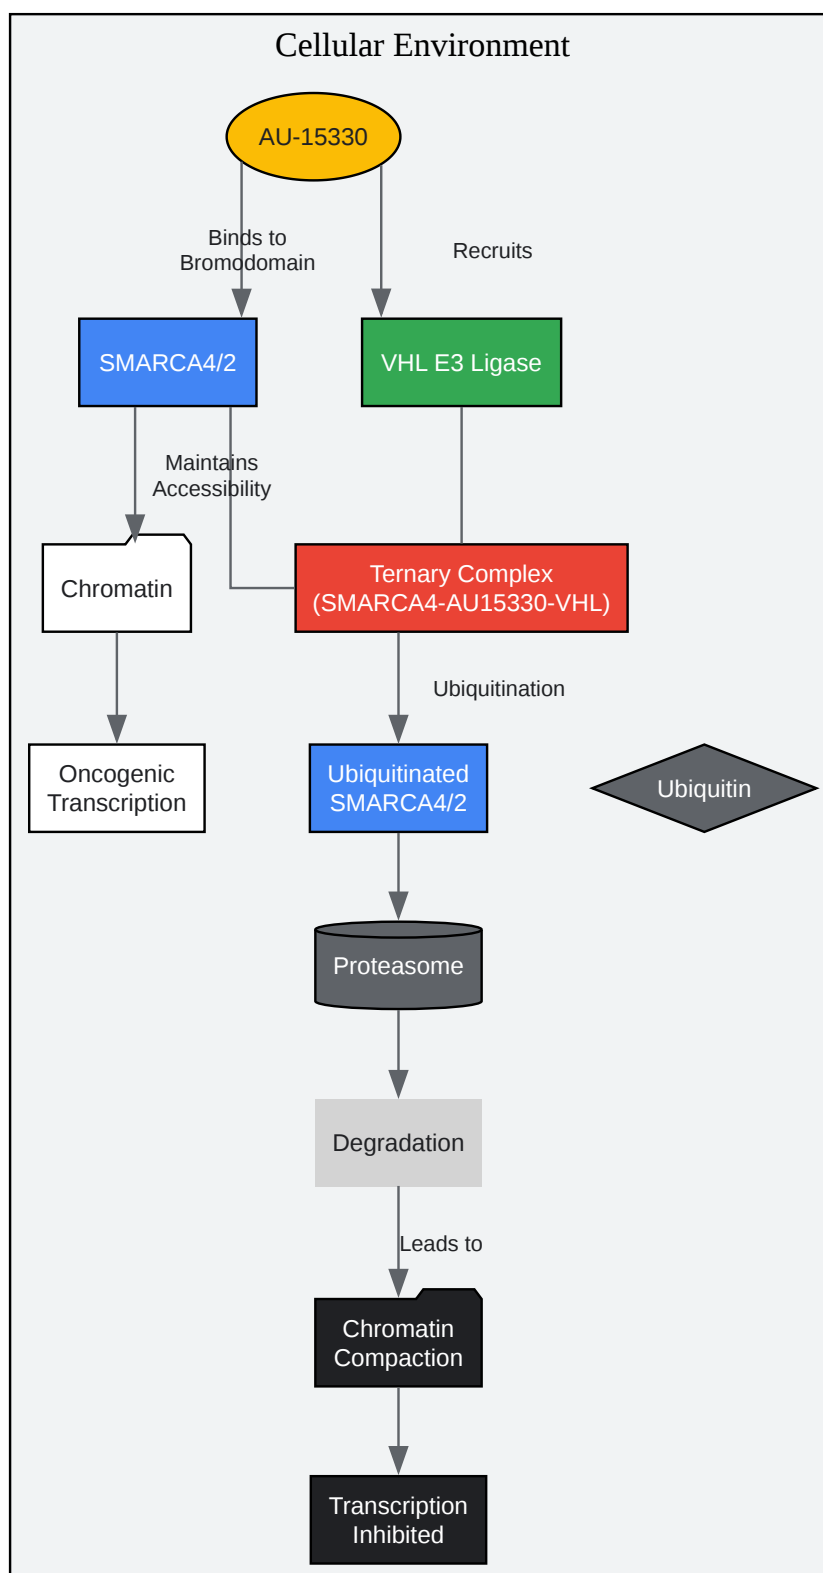 Cellular Environment
AU-15330
Binds to
Bromodomain
Recruits
SMARCA4/2
VHL E3 Ligase
Maintains
Accessibility
Chromatin
Ternary Complex
(SMARCA4-AU15330-VHL)
Ubiquitination
Oncogenic
Transcription
Ubiquitinated
SMARCA4/2
Ubiquitin
Proteasome
Degradation
Leads to
Chromatin
Compaction
Transcription
Inhibited